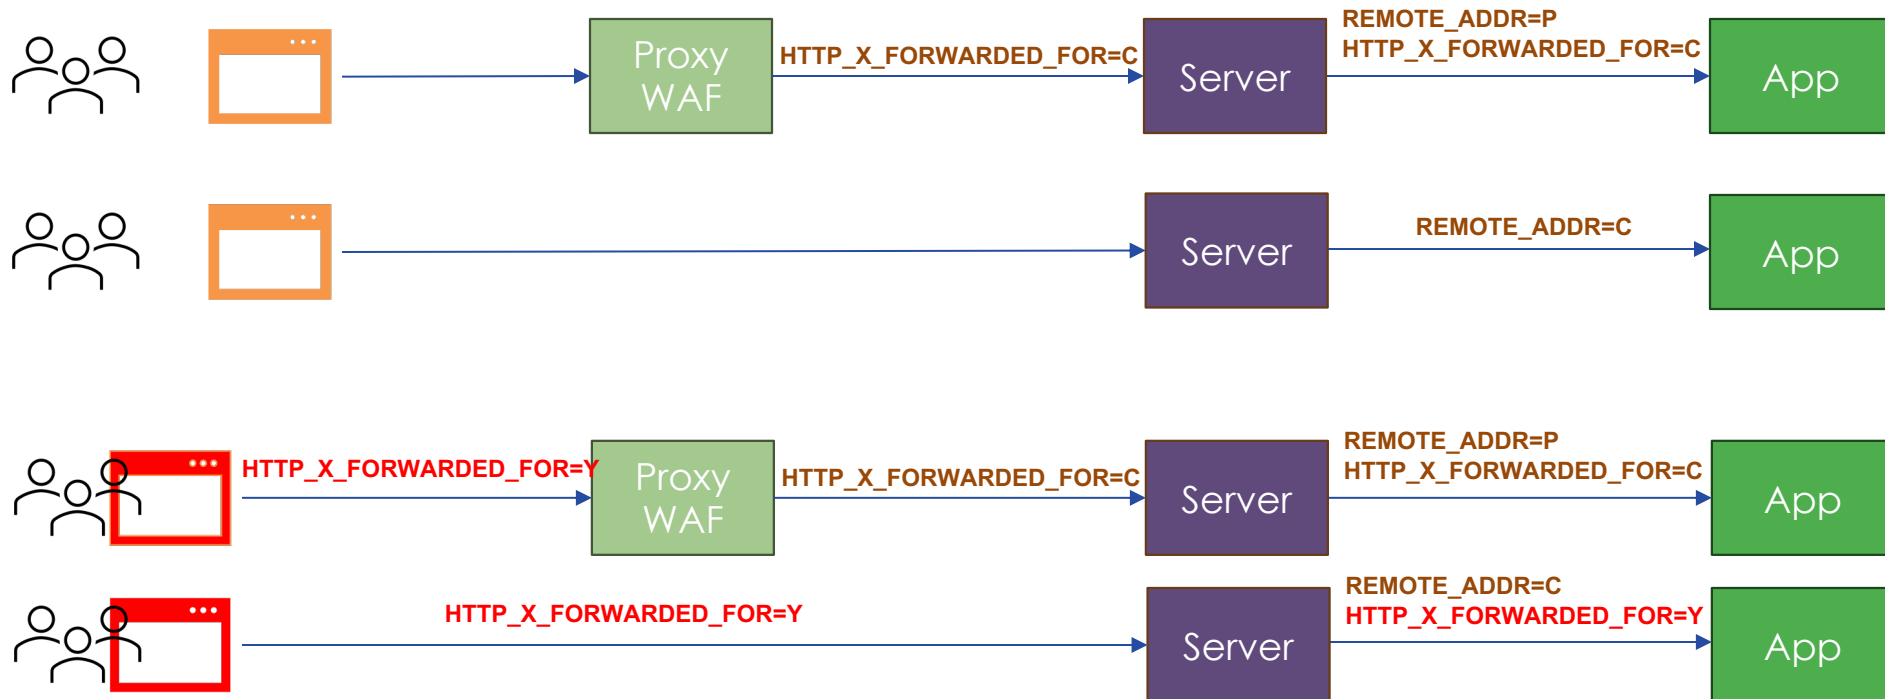 Proxy
WAF
HTTP_X_FORWARDED_FOR=C
Server
REMOTE_ADDR=P
HTTP_X_FORWARDED_FOR=C
App
Server
REMOTE_ADDR=C
App
HTTP_X_FORWARDED_FOR=Y
Proxy
WAF
HTTP_X_FORWARDED_FOR=C
Server
REMOTE_ADDR=P
HTTP_X_FORWARDED_FOR=C
App
HTTP_X_FORWARDED_FOR=Y
Server
REMOTE_ADDR=C
HTTP_X_FORWARDED_FOR=Y
App